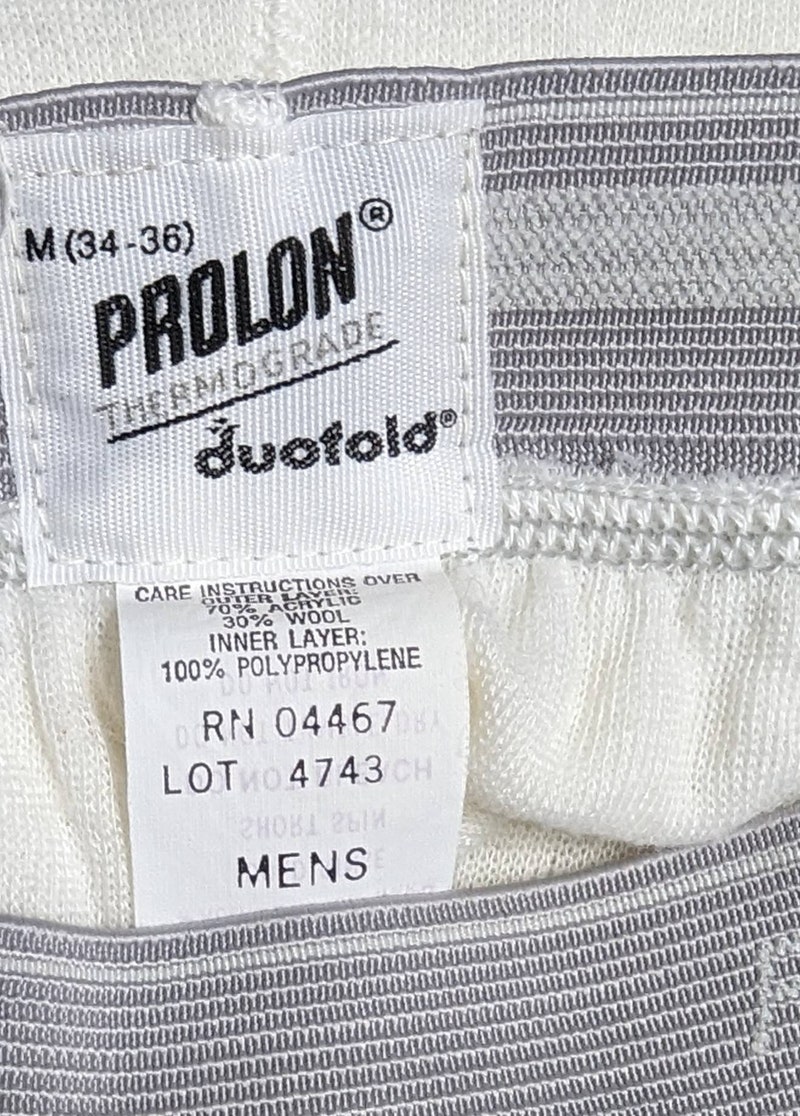 M (34-36)
PROLON®
THERMOGRADE
duofold®
CARE INSTRUCTIONS OVER
OUTER LAYER:
70% ACRYLIC
30% WOOL
INNER LAYER:
100% POLYPROPYLENE
RN 04467
LOT 4743
MENS